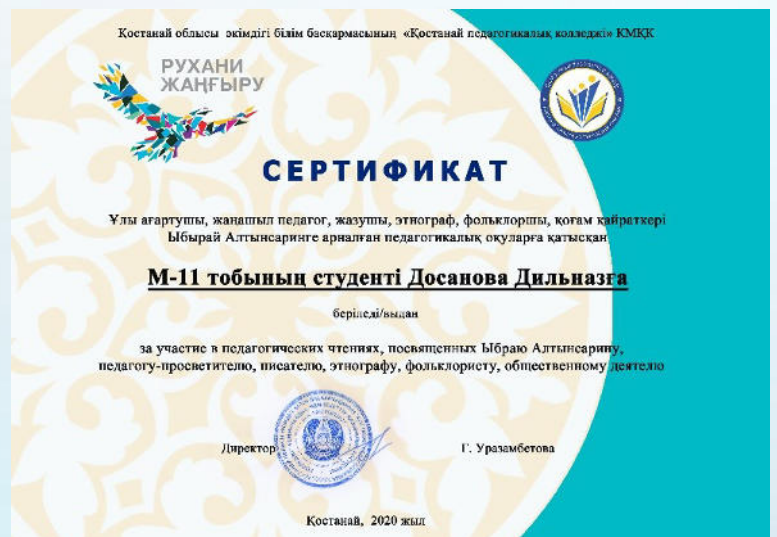 Қостанай облысы әкімдігі білім басқармасының «Қостанай педагогикалық колледжі» КМҚК
РУХАНИ
ЖАҢҒЫРУ
СЕРТИФИКАТ
Ұлы ағартушы, жаңашыл педагог, жазушы, этнограф, фольклоршы, қоғам қайраткері
Ыбырай Алтынсаринге арналған педагогикалық оқуларға қатысқан
М-11 тобының студенті Досанова Дильназға
беріледі/выдан
за участие в педагогических чтениях, посвященных Ыбраю Алтынсарину,
педагогу-просветителю, писателю, этнографу, фольклористу, общественному деятелю
Директор Г. Уразамбетова
Қостанай, 2020 жыл